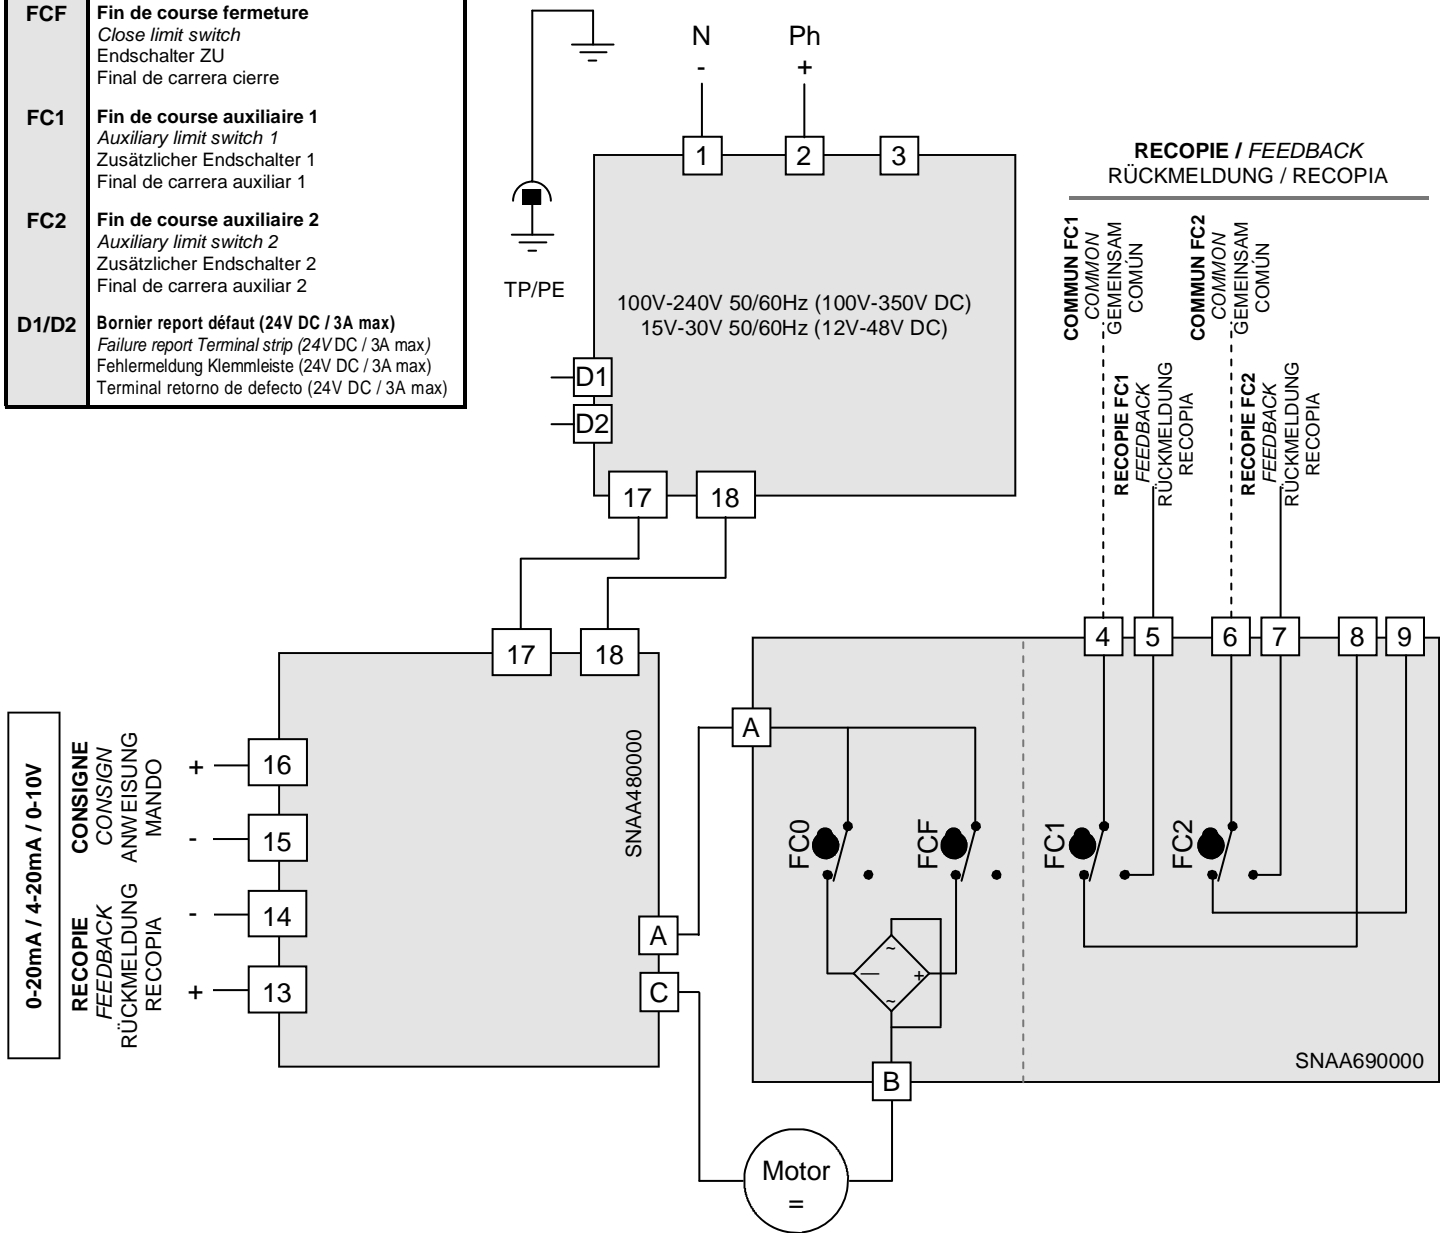 FCF
Fin de course fermeture
Close limit switch
Endschalter ZU
Final de carrera cierre
FC1
Fin de course auxiliaire 1
Auxiliary limit switch 1
Zusätzlicher Endschalter 1
Final de carrera auxiliar 1
FC2
Fin de course auxiliaire 2
Auxiliary limit switch 2
Zusätzlicher Endschalter 2
Final de carrera auxiliar 2
D1/D2
Bornier report défaut (24V DC / 3A max)
Failure report Terminal strip (24V DC / 3A max)
Fehlermeldung Klemmleiste (24V DC / 3A max)
Terminal retorno de defecto (24V DC / 3A max)
TP/PE
N
-
Ph
+
1
2
3
100V-240V 50/60Hz (100V-350V DC)
15V-30V 50/60Hz (12V-48V DC)
D1
D2
17
18
RECOPIE / FEEDBACK
RÜCKMELDUNG / RECOPIA
COMMUN FC1
COMMON
GEMEINSAM
COMÚN
RECOPIE FC1
FEEDBACK
RÜCKMELDUNG
RECOPIA
COMMUN FC2
COMMON
GEMEINSAM
COMÚN
RECOPIE FC2
FEEDBACK
RÜCKMELDUNG
RECOPIA
17
18
0-20mA / 4-20mA / 0-10V
CONSIGNE
CONSIGN
ANWEISUNG
MANDO
RECOPIE
FEEDBACK
RÜCKMELDUNG
RECOPIA
+
16
-
15
-
14
+
13
SNAA480000
A
C
4
5
6
7
8
9
A
FC0
FCF
FC1
FC2
~
—
+
~
B
SNAA690000
Motor
=